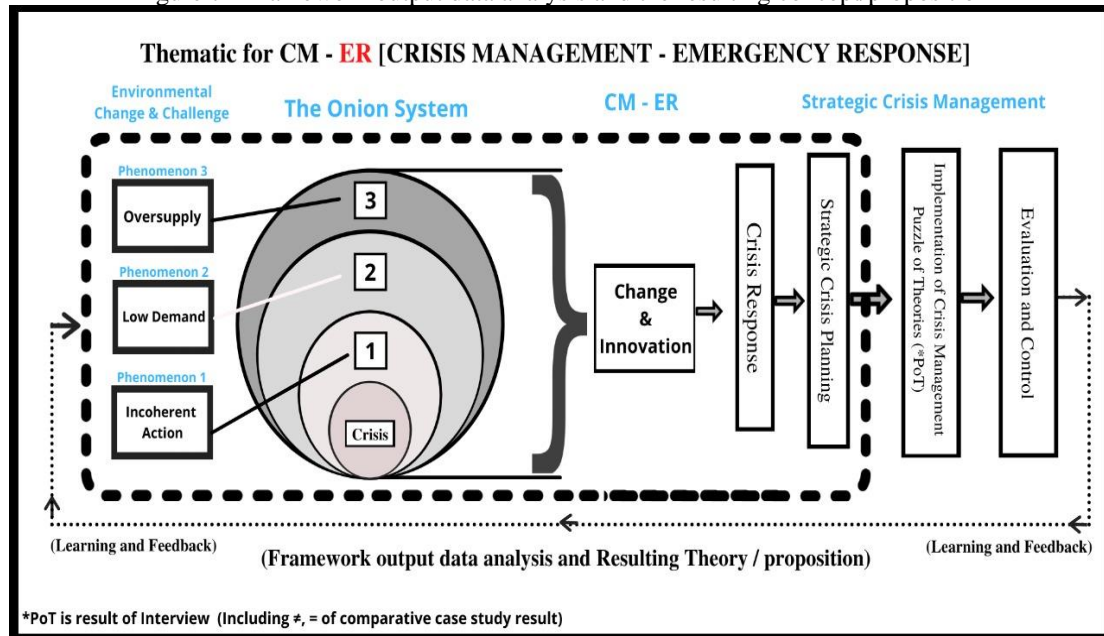 Thematic for CM - ER [CRISIS MANAGEMENT - EMERGENCY RESPONSE]
Environmental
Change & Challenge
The Onion System
CM - ER
Strategic Crisis Management
Phenomenon 3
Oversupply
Phenomenon 2
Low Demand
Phenomenon 1
Incoherent
Action
3
2
1
Crisis
Change
&
Innovation
Crisis Response
Strategic Crisis Planning
Implementation of Crisis Management
Puzzle of Theories (*PoT)
Evaluation and Control
(Learning and Feedback)
(Learning and Feedback)
(Framework output data analysis and Resulting Theory / proposition)
*PoT is result of Interview (Including ≠, = of comparative case study result)